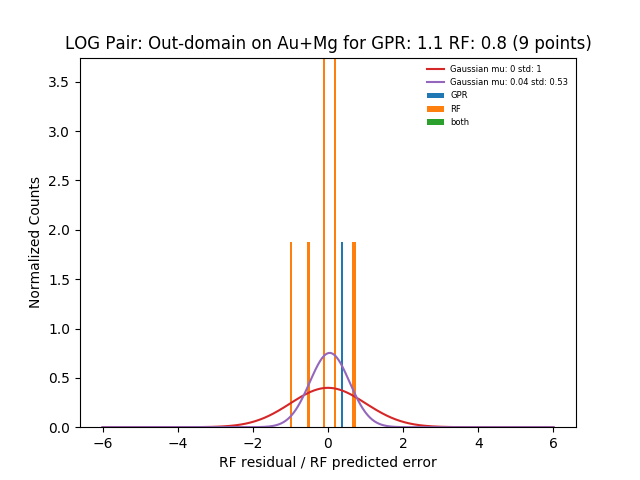 LOG Pair: Out-domain on Au+Mg for GPR: 1.1 RF: 0.8 (9 points)
Gaussian mu: 0 std: 1
Gaussian mu: 0.04 std: 0.53
GPR
RF
both
Normalized Counts
3.5
3.0
2.5
2.0
1.5
1.0
0.5
0.0
−6 −4 −2 0 2 4 6
RF residual / RF predicted error